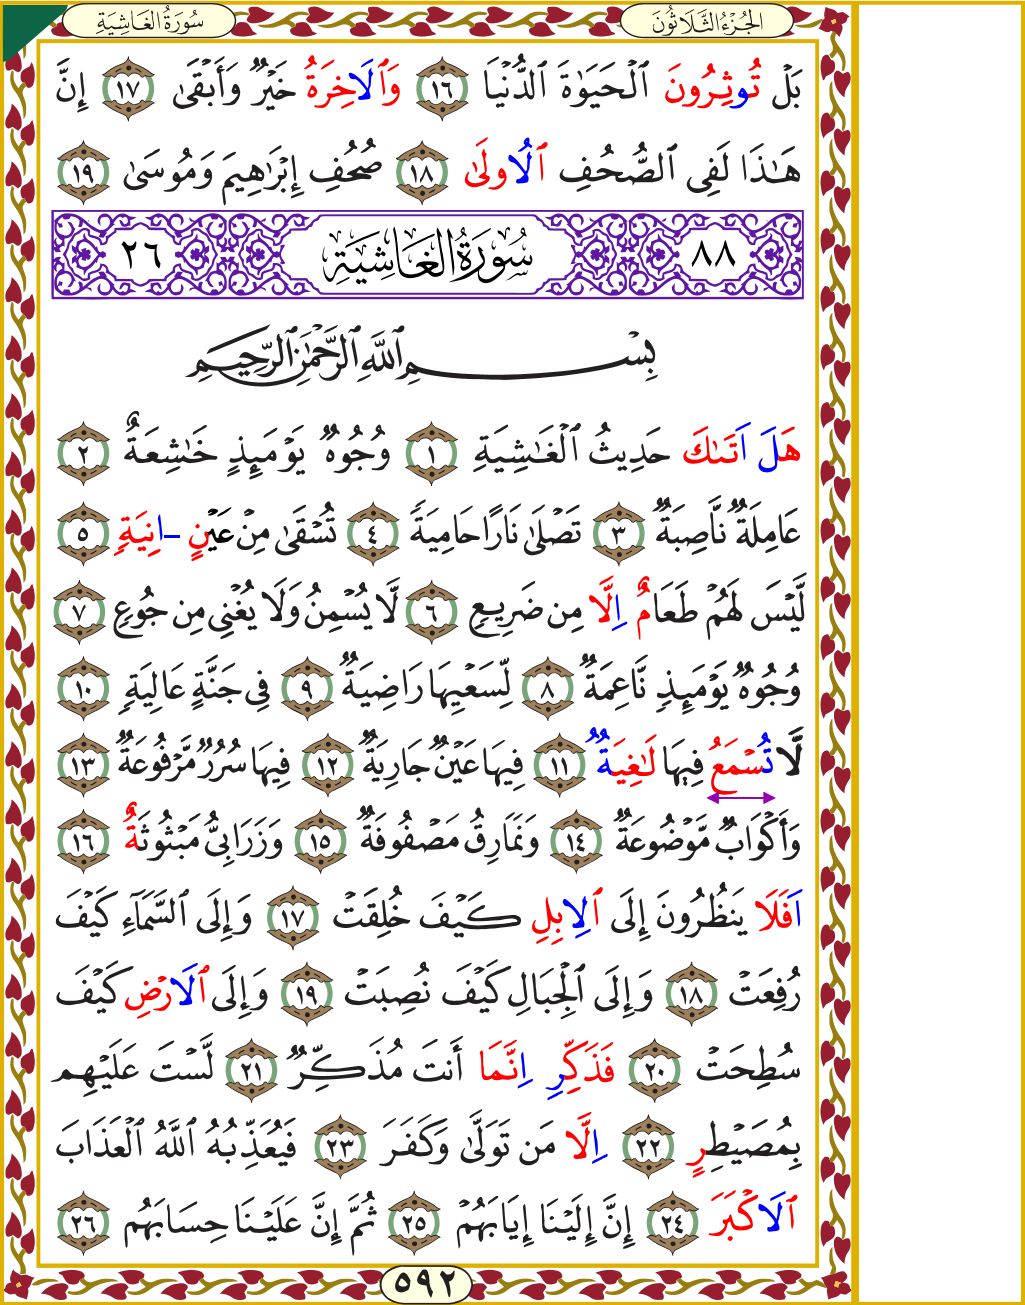 الجُزْءُ الثَّلَاثُونَ سُورَةُ الغَاشِيَةِ
بَلْ تُوثِرُونَ ٱلْحَيَوٰةَ ٱلدُّنْيَا ١٦ وَٱلَاخِرَةُ خَيْرٌ وَأَبْقَىٰ ١٧ إِنَّ
هَـٰذَا لَفِى ٱلصُّحُفِ ٱلُاولَىٰ ١٨ صُحُفِ إِبْرَٰهِيمَ وَمُوسَىٰ ١٩
٨٨ سُورَةُ الغَاشِيَةِ ٢٦
بِسْمِ ٱللَّهِ ٱلرَّحْمَٰنِ ٱلرَّحِيمِ
هَلَ اتَىٰكَ حَدِيثُ ٱلْغَـٰشِيَةِ ١ وُجُوهٌ يَوْمَئِذٍ خَـٰشِعَةٌ ٢
عَامِلَةٌ نَّاصِبَةٌ ٣ تَصْلَىٰ نَارًا حَامِيَةً ٤ تُسْقَىٰ مِنْ عَيْنٍ -انِيَةٍ ٥
لَّيْسَ لَهُمْ طَعَامٌ اِلَّا مِن ضَرِيعٍ ٦ لَّا يُسْمِنُ وَلَا يُغْنِى مِن جُوعٍ ٧
وُجُوهٌ يَوْمَئِذٍ نَّاعِمَةٌ ٨ لِّسَعْيِهَا رَاضِيَةٌ ٩ فِى جَنَّةٍ عَالِيَةٍ ١٠
لَّا تُسْمَعُ فِيهَا لَـٰغِيَةٌ ١١ فِيهَا عَيْنٌ جَارِيَةٌ ١٢ فِيهَا سُرُرٌ مَّرْفُوعَةٌ ١٣
وَأَكْوَابٌ مَّوْضُوعَةٌ ١٤ وَنَمَارِقُ مَصْفُوفَةٌ ١٥ وَزَرَابِىُّ مَبْثُوثَةٌ ١٦
اَفَلَا يَنظُرُونَ إِلَى ٱلِابِلِ كَيْفَ خُلِقَتْ ١٧ وَإِلَى ٱلسَّمَآءِ كَيْفَ
رُفِعَتْ ١٨ وَإِلَى ٱلْجِبَالِ كَيْفَ نُصِبَتْ ١٩ وَإِلَى ٱلَارْضِ كَيْفَ
سُطِحَتْ ٢٠ فَذَكِّرِ اِنَّمَا أَنتَ مُذَكِّرٌ ٢١ لَّسْتَ عَلَيْهِم
بِمُصَيْطِرٍ ٢٢ اِلَّا مَن تَوَلَّىٰ وَكَفَرَ ٢٣ فَيُعَذِّبُهُ ٱللَّهُ ٱلْعَذَابَ
ٱلَاكْبَرَ ٢٤ إِنَّ إِلَيْنَا إِيَابَهُمْ ٢٥ ثُمَّ إِنَّ عَلَيْنَا حِسَابَهُم ٢٦
٥٩٢